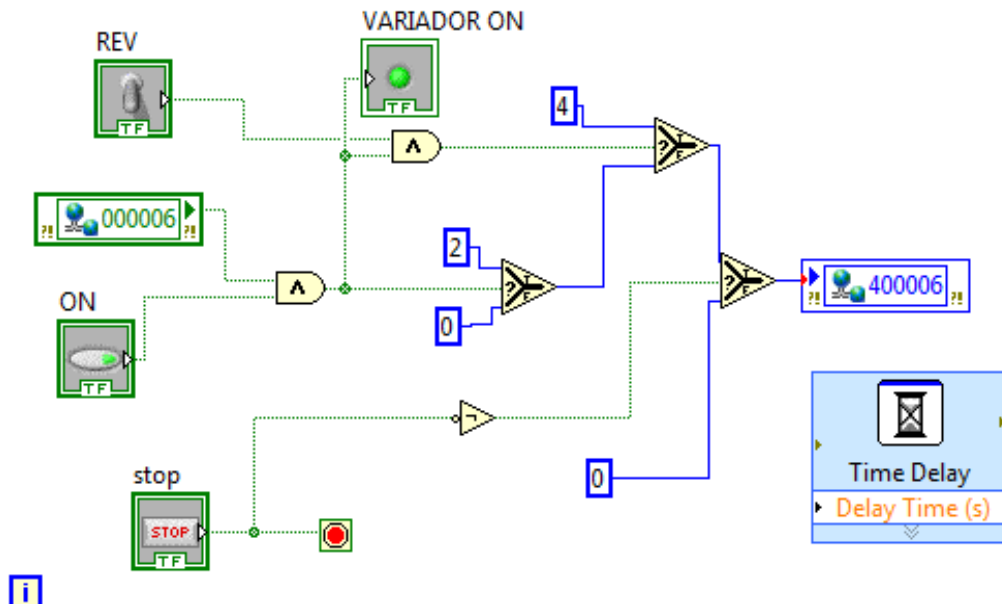 VARIADOR ON
REV
TF
TF
4
?
T
F
000006
?!
?!
2
?
T
F
0
ON
TF
?
T
F
400006
?!
?!
stop
STOP
TF
0
Time Delay
Delay Time (s)
i